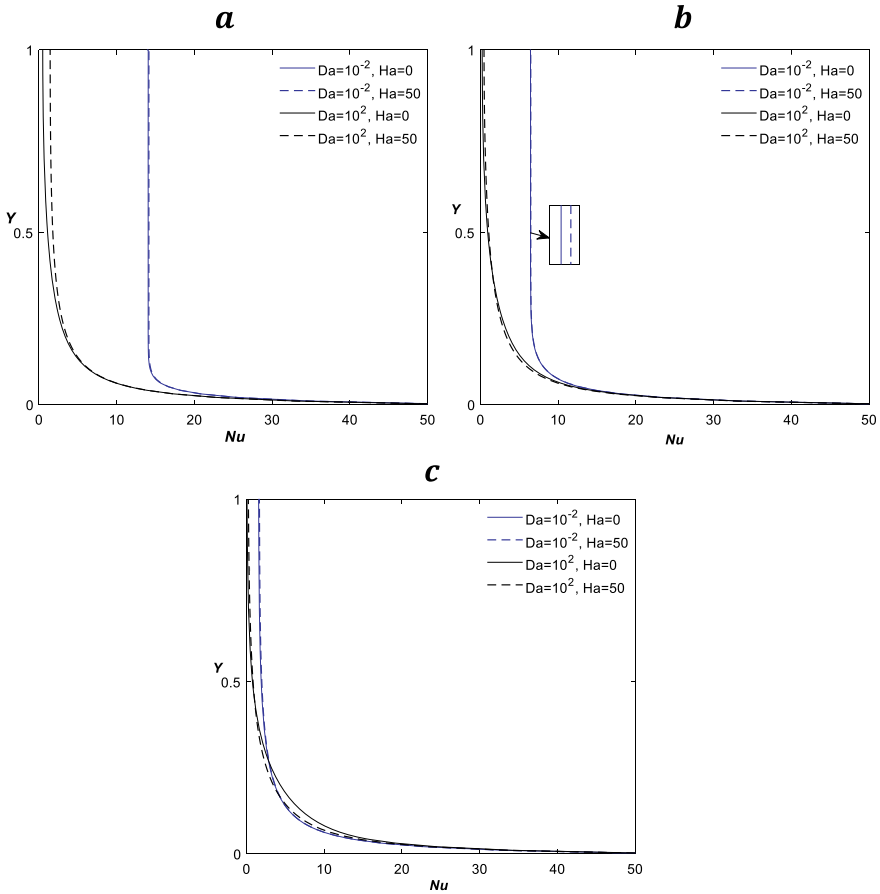 a
1
Da=10^-2, Ha=0
Da=10^-2, Ha=50
Da=10^2, Ha=0
Da=10^2, Ha=50
Y
0.5
0
0 10 20 30 40 50
Nu
b
1
Da=10^-2, Ha=0
Da=10^-2, Ha=50
Da=10^2, Ha=0
Da=10^2, Ha=50
Y
0.5
0
0 10 20 30 40 50
Nu
c
1
Da=10^-2, Ha=0
Da=10^-2, Ha=50
Da=10^2, Ha=0
Da=10^2, Ha=50
Y
0.5
0
0 10 20 30 40 50
Nu